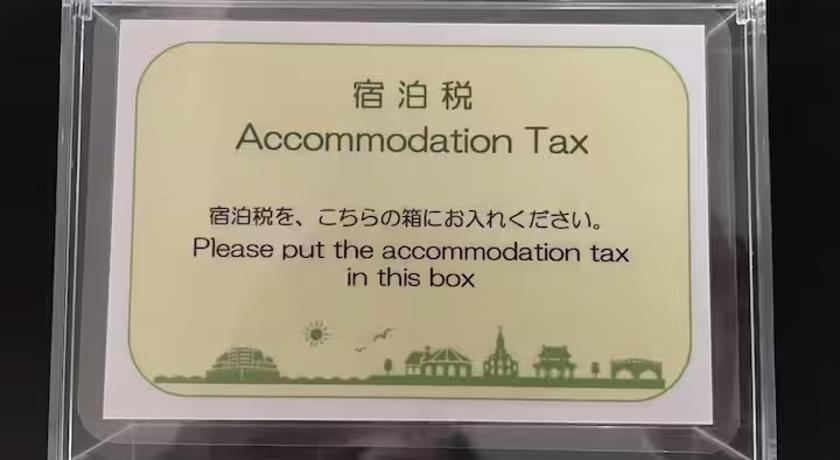 宿泊税
Accommodation Tax
宿泊税を、こちらの箱にお入れください。
Please put the accommodation tax
in this box